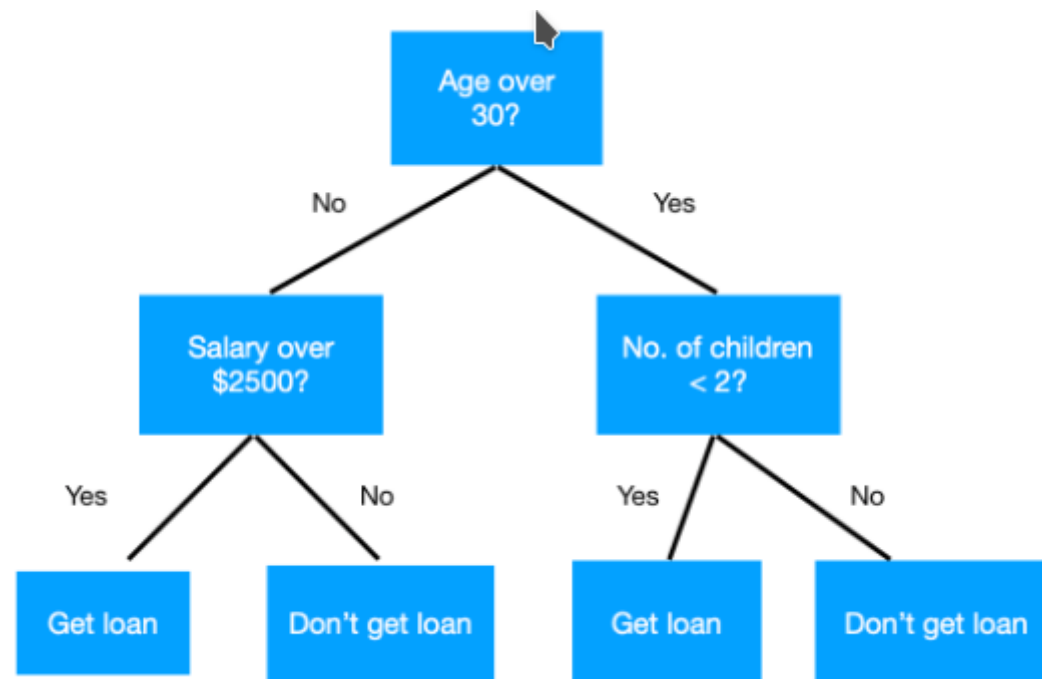 Age over
30?
No
Yes
Salary over
$2500?
No. of children
< 2?
Yes
No
Yes
No
Get loan
Don't get loan
Get loan
Don't get loan